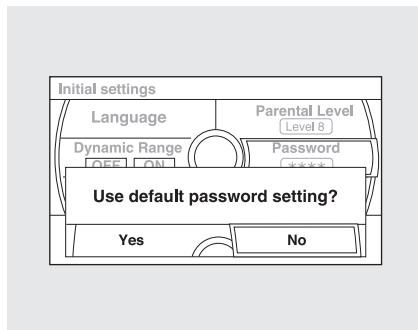 Initial settings
Language
Parental Level
Level 8
Dynamic Range
Password
OFF ON
****
Use default password setting?
Yes
No